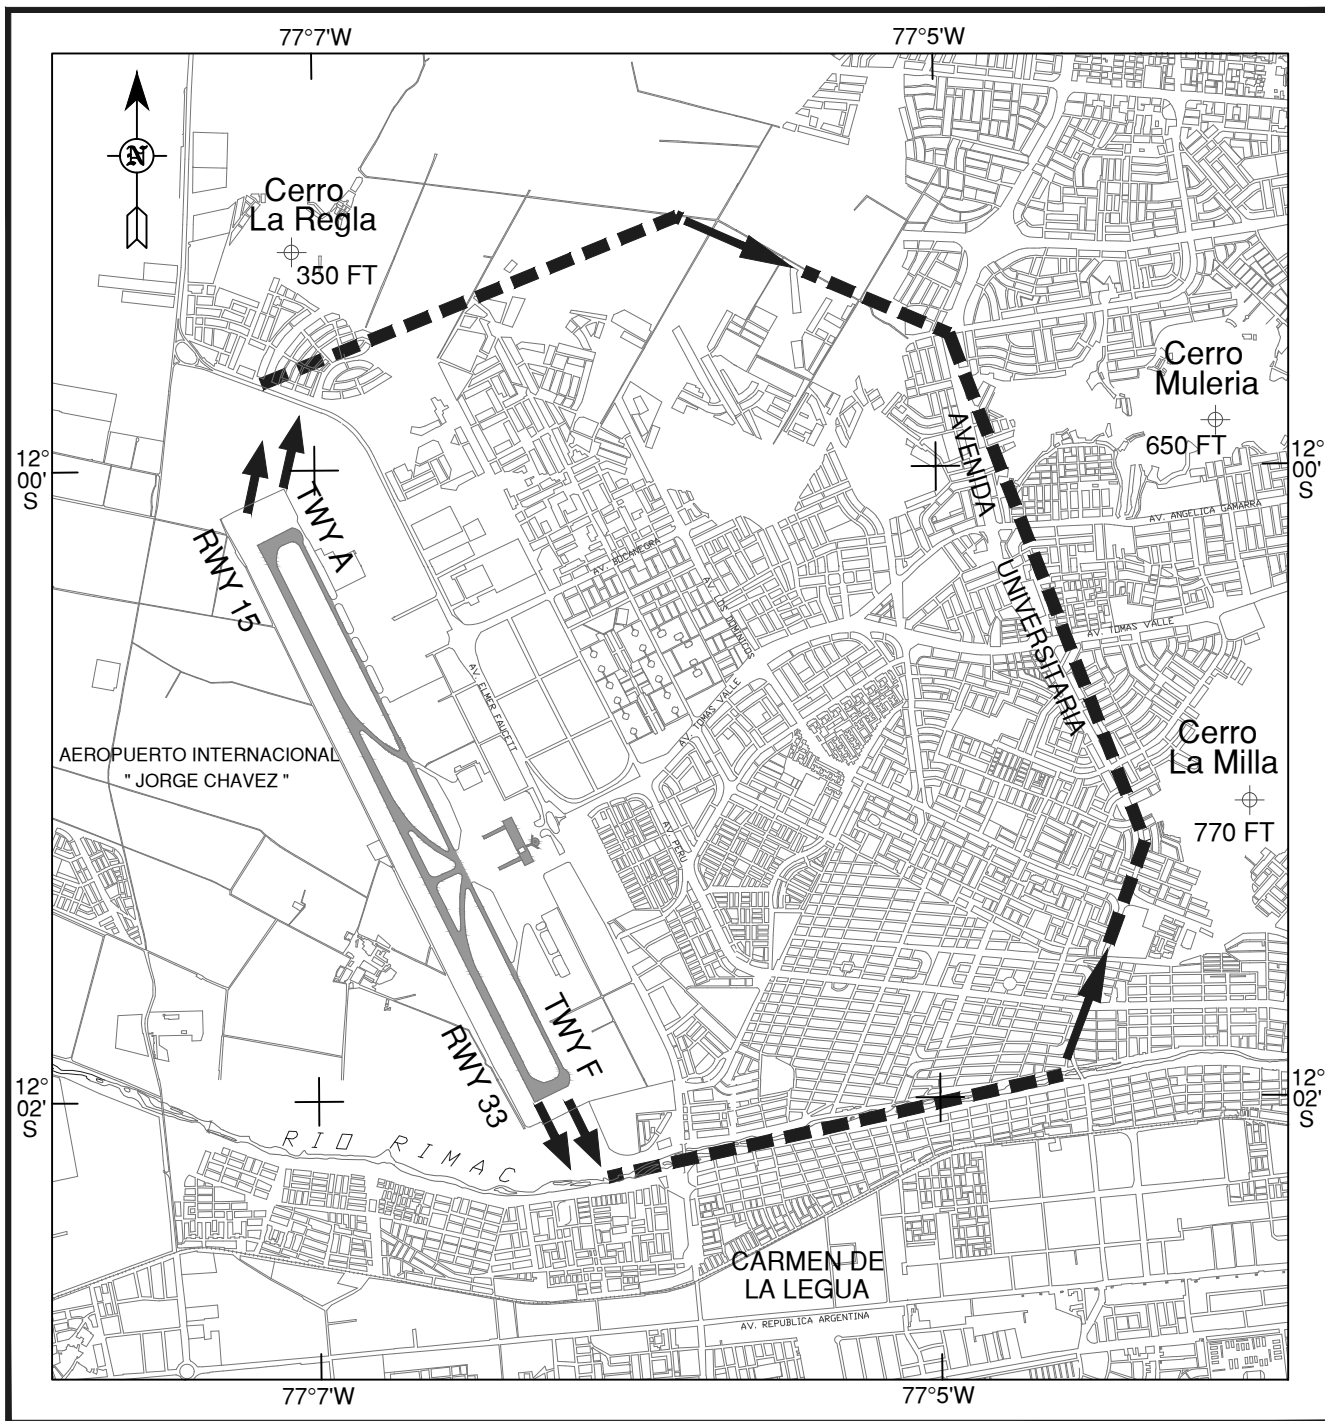 77°7'W
77°5'W
N
Cerro
La Regla
350 FT
Cerro
Muleria
650 FT
12°
00'
S
12°
00'
S
AVENIDA
UNIVERSITARIA
TWY A
RWY 15
AV. ANGELICA GAMARRA
AV. BOCANEGRA
AV. LOS DOMINICOS
AV. TOMAS VALLE
AV. ELMER FAUCETT
AV. TOMAS VALLE
AEROPUERTO INTERNACIONAL
" JORGE CHAVEZ "
Cerro
La Milla
770 FT
AV. PERU
TWY F
RWY 33
12°
02'
S
12°
02'
S
RIO RIMAC
CARMEN DE
LA LEGUA
AV. REPUBLICA ARGENTINA
77°7'W
77°5'W